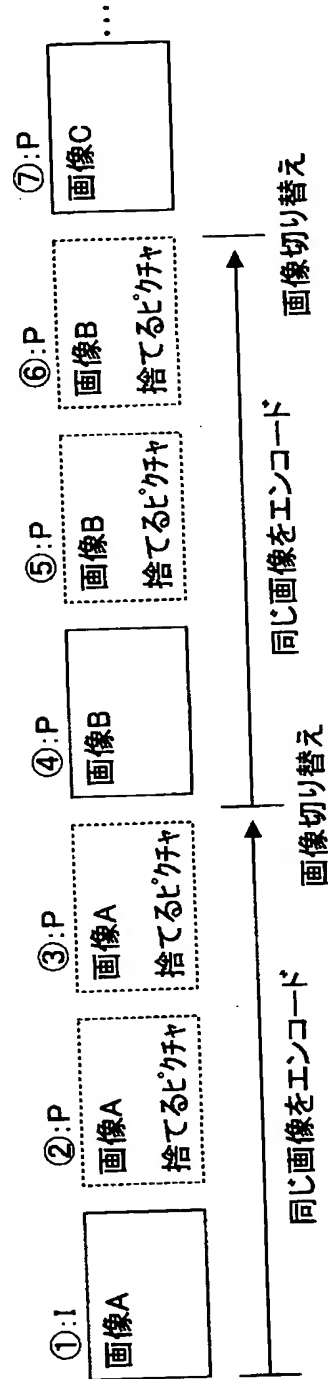 ①:I
画像A
②:P
画像A
捨てるピクチャ
③:P
画像A
捨てるピクチャ
④:P
画像B
⑤:P
画像B
捨てるピクチャ
⑥:P
画像B
捨てるピクチャ
⑦:P
画像C
…
同じ画像をエンコード
画像切り替え
同じ画像をエンコード
画像切り替え